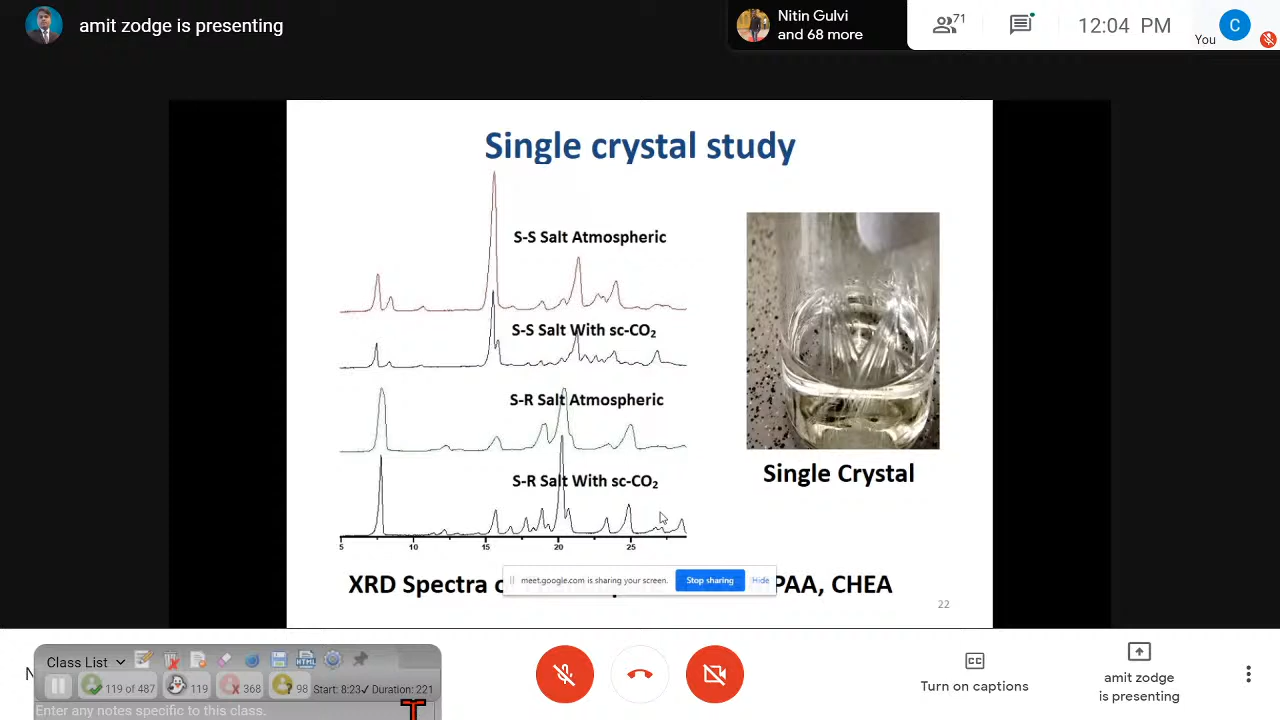 amit zodge is presenting
Nitin Gulvi
and 68 more
71
12:04 PM
You
C
Single crystal study
S-S Salt Atmospheric
S-S Salt With sc-CO₂
S-R Salt Atmospheric
S-R Salt With sc-CO₂
5 10 15 20 25
Single Crystal
XRD Spectra
PAA, CHEA
meet.google.com is sharing your screen.
Stop sharing
Hide
22
Class List
HTML
119 of 487
119
368
98
Start: 8:23✓ Duration: 221
Enter any notes specific to this class.
T
CC
Turn on captions
amit zodge
is presenting